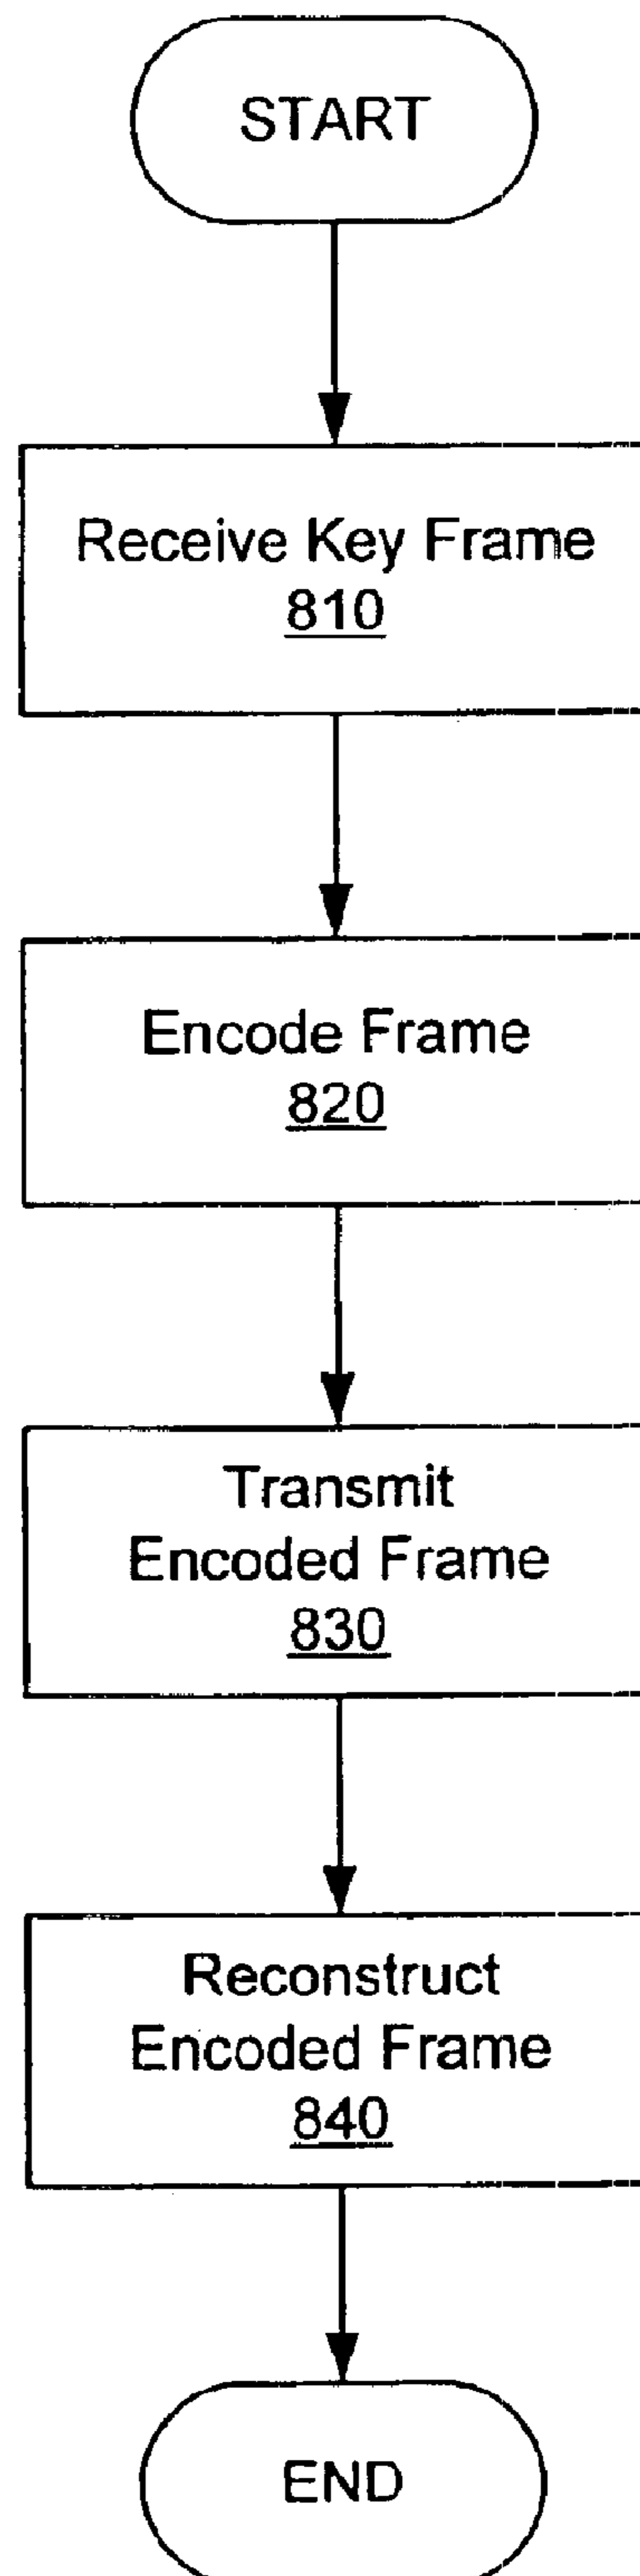 START
Receive Key Frame
810
Encode Frame
820
Transmit
Encoded Frame
830
Reconstruct
Encoded Frame
840
END